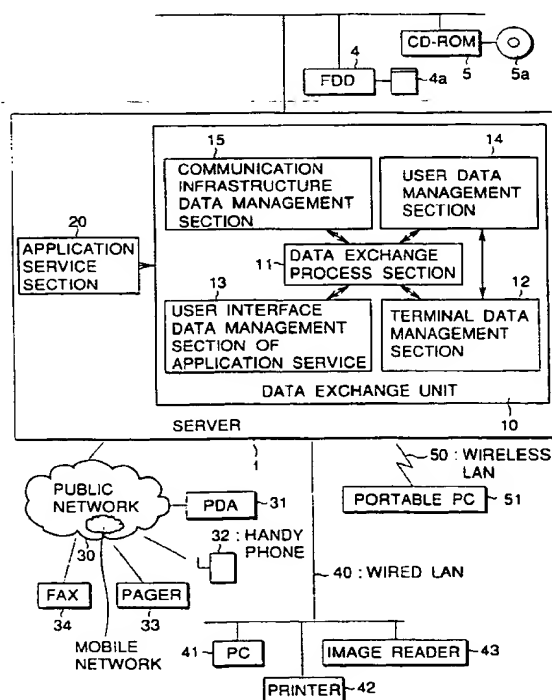 CD-ROM
4
5
5a
FDD
4a
15
14
COMMUNICATION
INFRASTRUCTURE
DATA MANAGEMENT
SECTION
USER DATA
MANAGEMENT
SECTION
20
APPLICATION
SERVICE
SECTION
11
DATA EXCHANGE
PROCESS SECTION
13
12
USER INTERFACE
DATA MANAGEMENT
SECTION OF
APPLICATION SERVICE
TERMINAL DATA
MANAGEMENT
SECTION
DATA EXCHANGE UNIT
SERVER
10
1
50 : WIRELESS
LAN
PUBLIC
NETWORK
PDA
31
PORTABLE PC
51
30
32 : HANDY
PHONE
40 : WIRED LAN
FAX
PAGER
34
33
MOBILE
NETWORK
41
PC
IMAGE READER
43
PRINTER
42